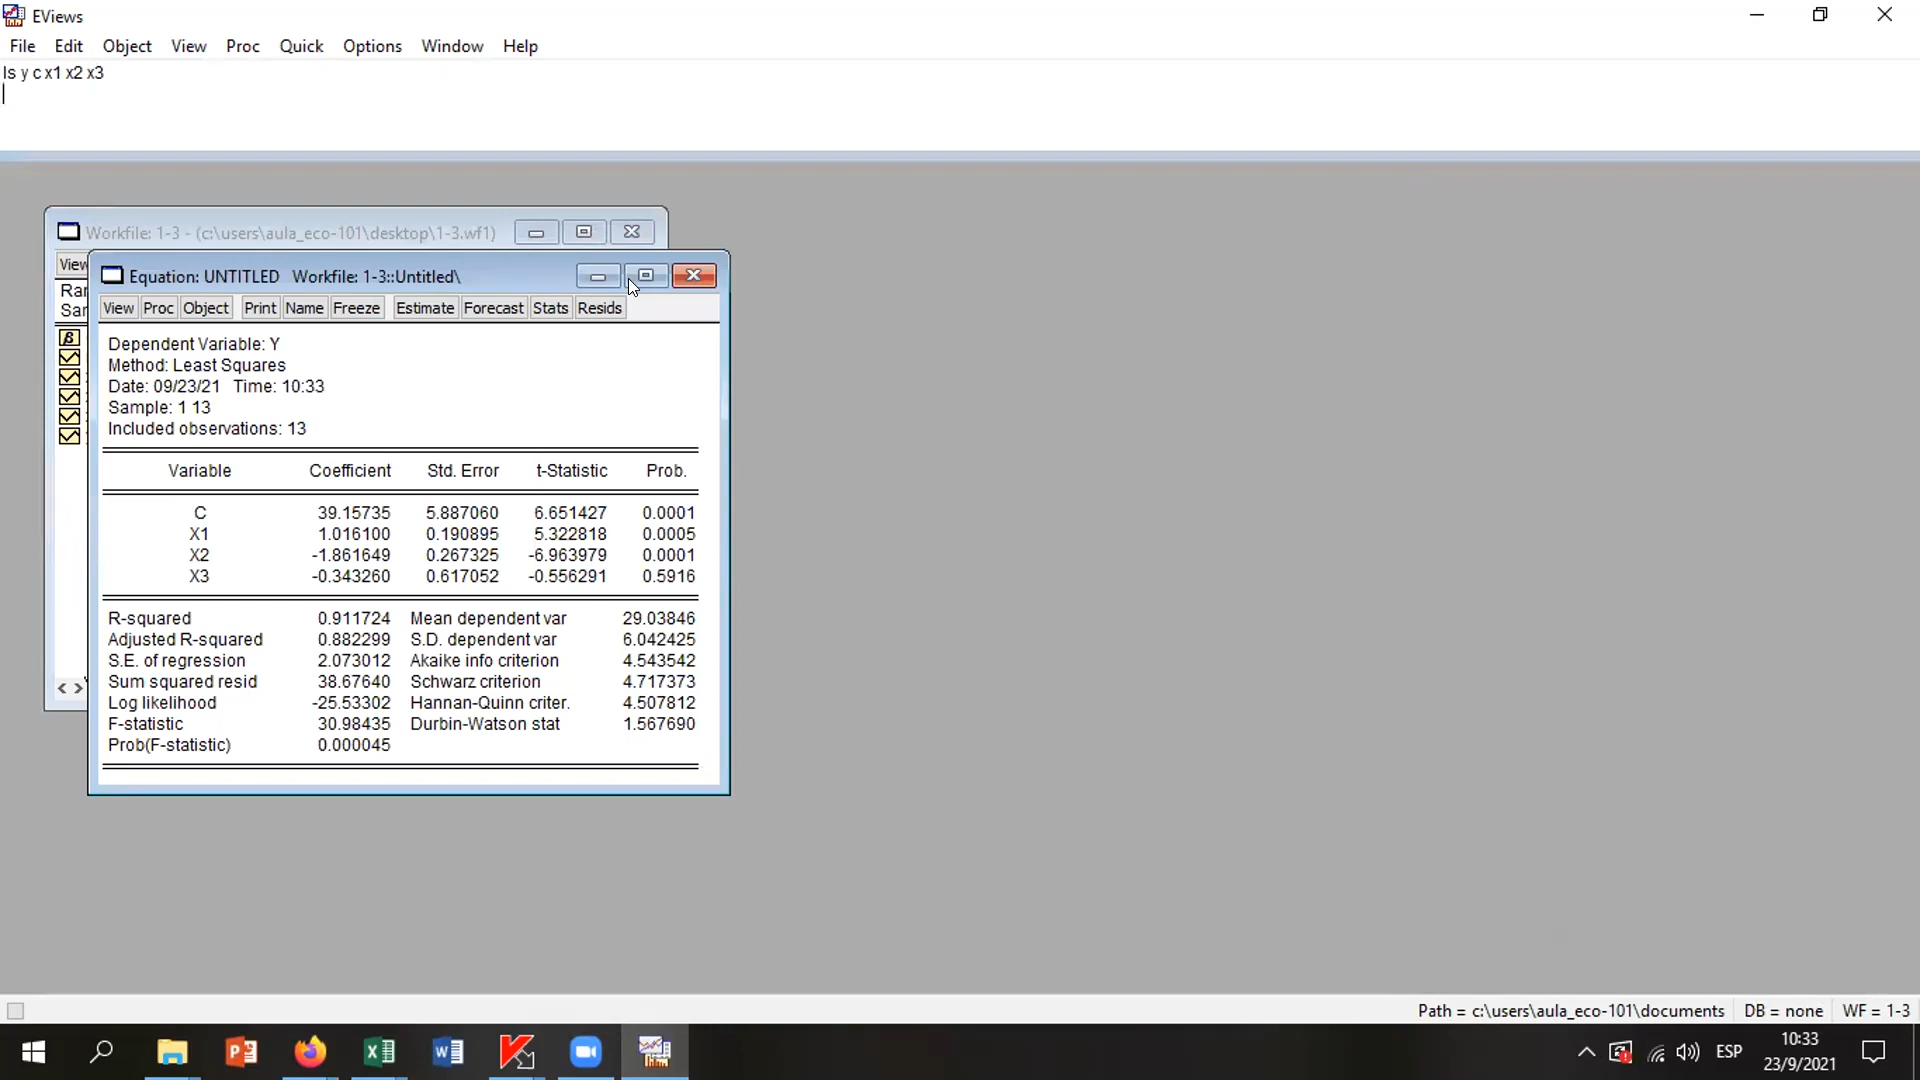 EViews
File Edit Object View Proc Quick Options Window Help
ls y c x1 x2 x3
Workfile: 1-3 - (c:\users\aula_eco-101\desktop\1-3.wf1)
View
Equation: UNTITLED Workfile: 1-3::Untitled\
View Proc Object Print Name Freeze Estimate Forecast Stats Resids
Dependent Variable: Y
Method: Least Squares
Date: 09/23/21 Time: 10:33
Sample: 1 13
Included observations: 13
Variable Coefficient Std. Error t-Statistic Prob.
C 39.15735 5.887060 6.651427 0.0001
X1 1.016100 0.190895 5.322818 0.0005
X2 -1.861649 0.267325 -6.963979 0.0001
X3 -0.343260 0.617052 -0.556291 0.5916
R-squared 0.911724 Mean dependent var 29.03846
Adjusted R-squared 0.882299 S.D. dependent var 6.042425
S.E. of regression 2.073012 Akaike info criterion 4.543542
Sum squared resid 38.67640 Schwarz criterion 4.717373
Log likelihood -25.53302 Hannan-Quinn criter. 4.507812
F-statistic 30.98435 Durbin-Watson stat 1.567690
Prob(F-statistic) 0.000045
Path = c:\users\aula_eco-101\documents DB = none WF = 1-3
ESP
10:33
23/9/2021